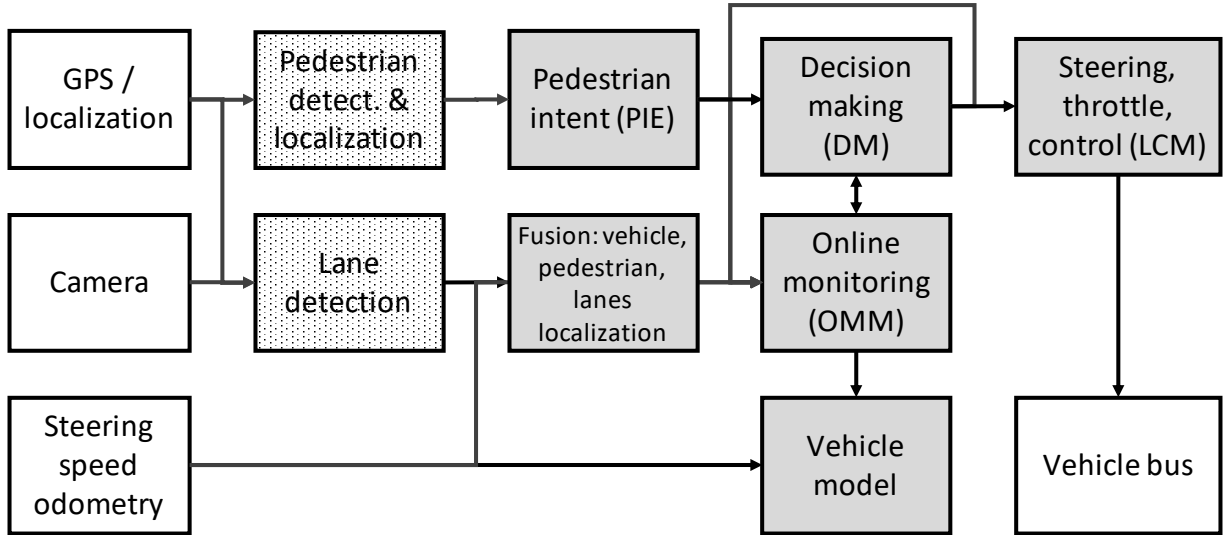 GPS /
localization
Pedestrian
detect. &
localization
Pedestrian
intent (PIE)
Decision
making
(DM)
Steering,
throttle,
control (LCM)
Camera
Lane
detection
Fusion: vehicle,
pedestrian,
lanes
localization
Online
monitoring
(OMM)
Steering
speed
odometry
Vehicle
model
Vehicle bus